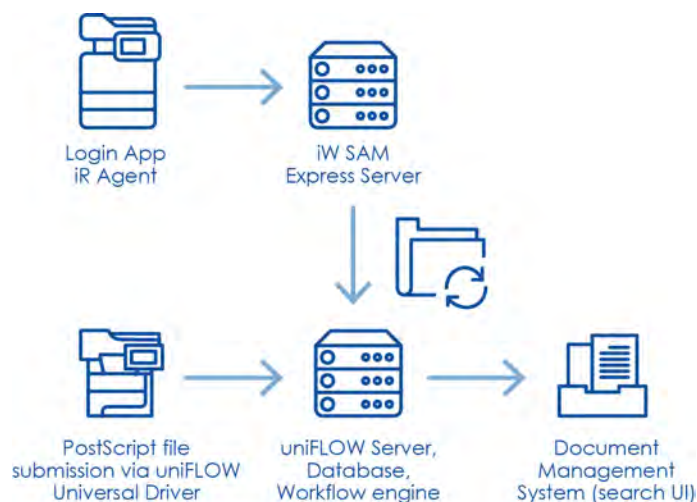 Login App
iR Agent
iW SAM
Express Server
PostScript file
submission via uniFLOW
Universal Driver
uniFLOW Server,
Database,
Workflow engine
Document
Management
System (search UI)